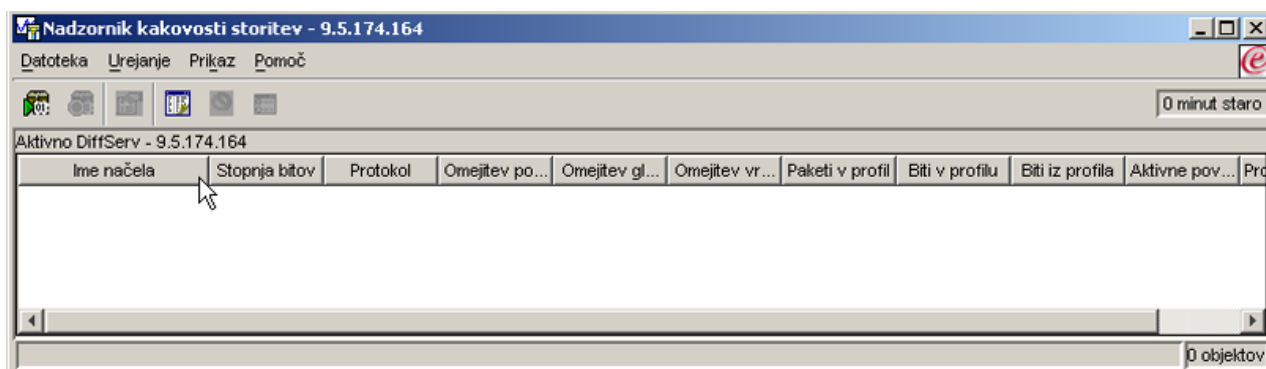 Nadzornik kakovosti storitev - 9.5.174.164
Datoteka Urejanje Prikaz Pomoč
0 minut staro
Aktivno DiffServ - 9.5.174.164
Ime načela Stopnja bitov Protokol Omejitev po... Omejitev gl... Omejitev vr... Paketi v profil Biti v profilu Biti iz profila Aktivne pov... Pro
0 objektov